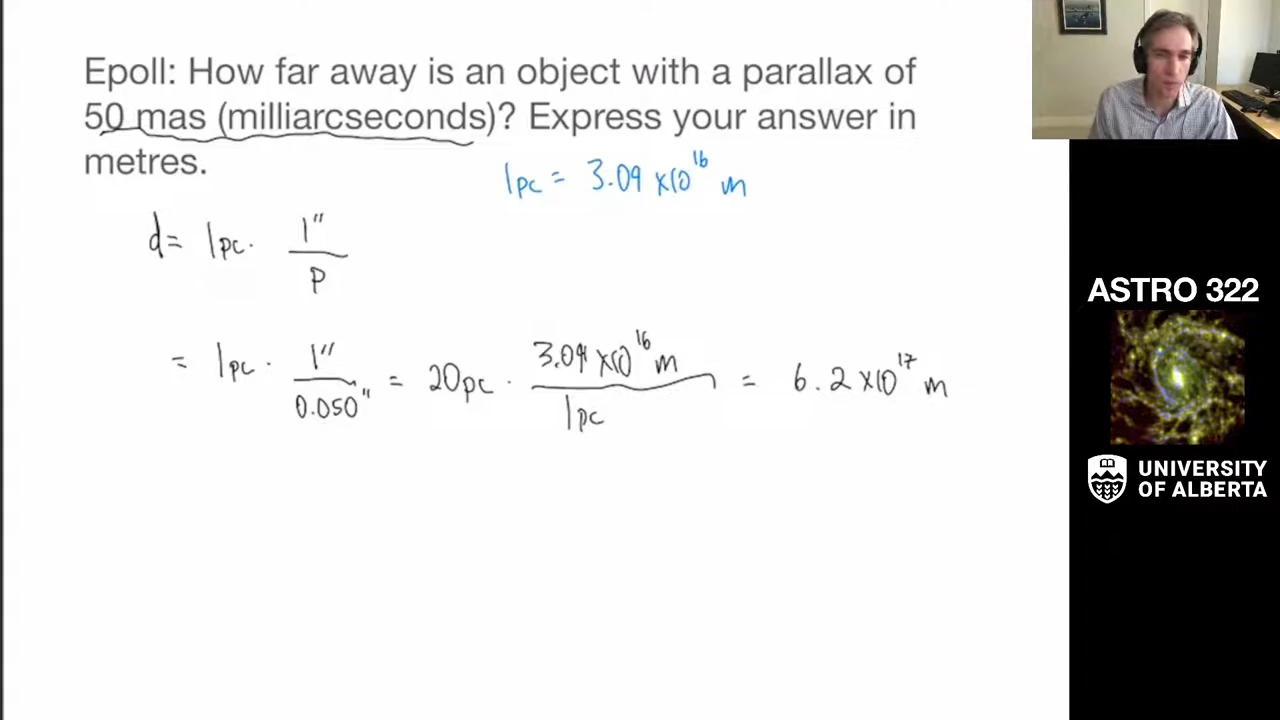 Epoll: How far away is an object with a parallax of
50 mas (milliarcseconds)? Express your answer in
metres.
1pc = 3.09 x10^16 m
d= 1pc · 1"/P
= 1pc · 1"/0.050" = 20pc · 3.09 x10^16 m/1pc = 6.2 x10^17 m
ASTRO 322
UNIVERSITY
OF ALBERTA